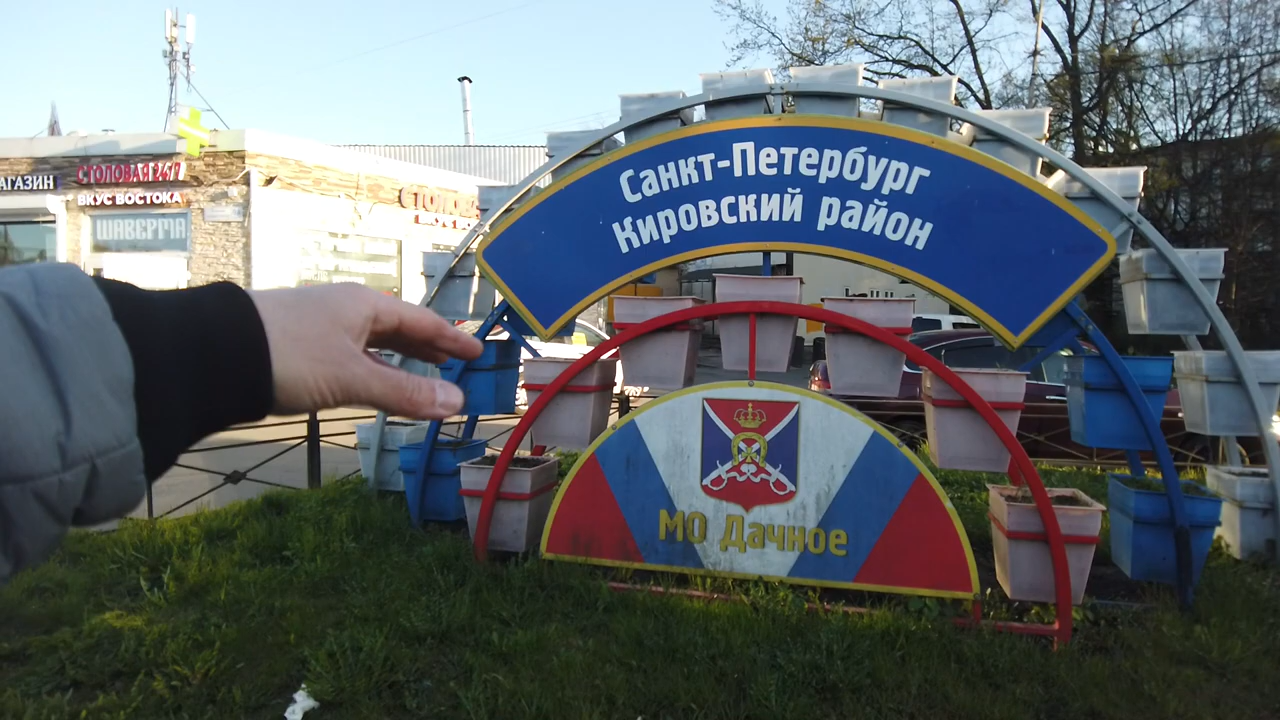 Санкт-Петербург
Кировский район
МО Дачное
АГАЗИН
СТОЛОВАЯ 24/7
ВКУС ВОСТОКА
ШАВЕРМА
СТОЛОВА